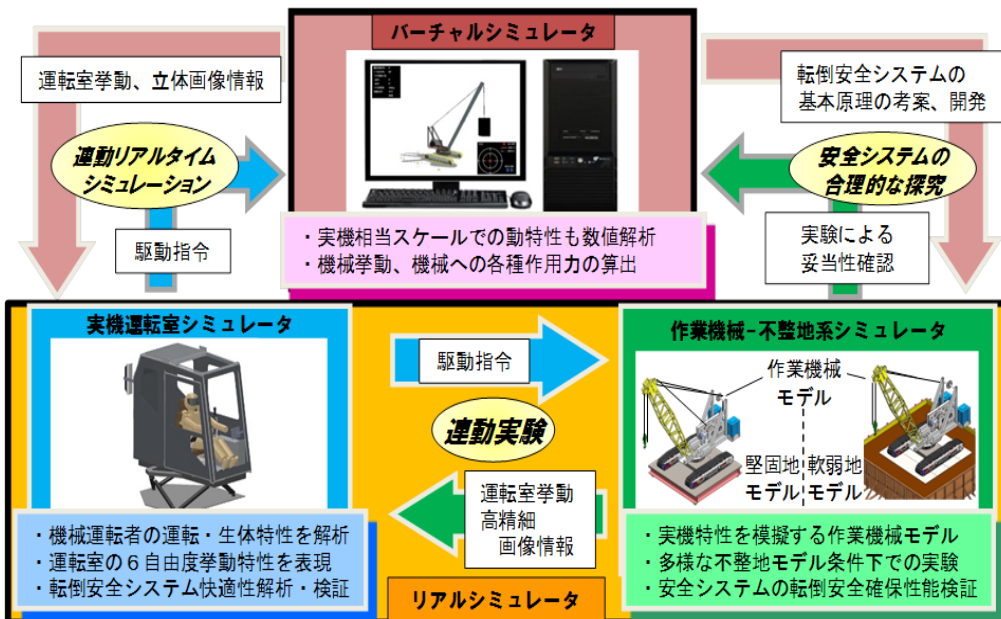 バーチャルシミュレータ
運転室挙動、立体画像情報
連動リアルタイム
シミュレーション
駆動指令
・実機相当スケールでの動特性も数値解析
・機械挙動、機械への各種作用力の算出
転倒安全システムの
基本原理の考案、開発
安全システムの
合理的な探究
実験による
妥当性確認
実機運転室シミュレータ
・機械運転者の運転・生体特性を解析
・運転室の６自由度挙動特性を表現
・転倒安全システム快適性解析・検証
駆動指令
連動実験
運転室挙動
高精細
画像情報
リアルシミュレータ
作業機械－不整地系シミュレータ
作業機械
モデル
堅固地
モデル
軟弱地
モデル
・実機特性を模擬する作業機械モデル
・多様な不整地モデル条件下での実験
・安全システムの転倒安全確保性能検証